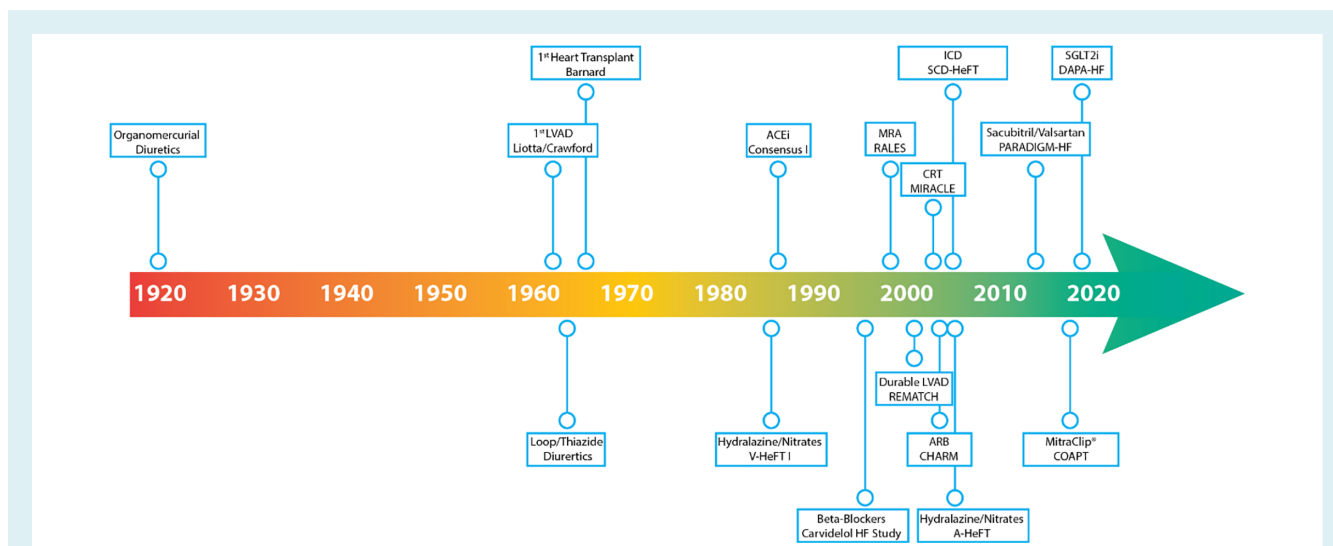 1st Heart Transplant
Barnard
ICD
SCD-HeFT
SGLT2i
DAPA-HF
Organomercurial
Diuretics
1st LVAD
Liotta/Crawford
ACEi
Consensus I
MRA
RALES
Sacubitril/Valsartan
PARADIGM-HF
CRT
MIRACLE
1920 1930 1940 1950 1960 1970 1980 1990 2000 2010 2020
Durable LVAD
REMATCH
Loop/Thiazide
Diurertics
Hydralazine/Nitrates
V-HeFT I
ARB
CHARM
MitraClip®
COAPT
Beta-Blockers
Carvidelol HF Study
Hydralazine/Nitrates
A-HeFT